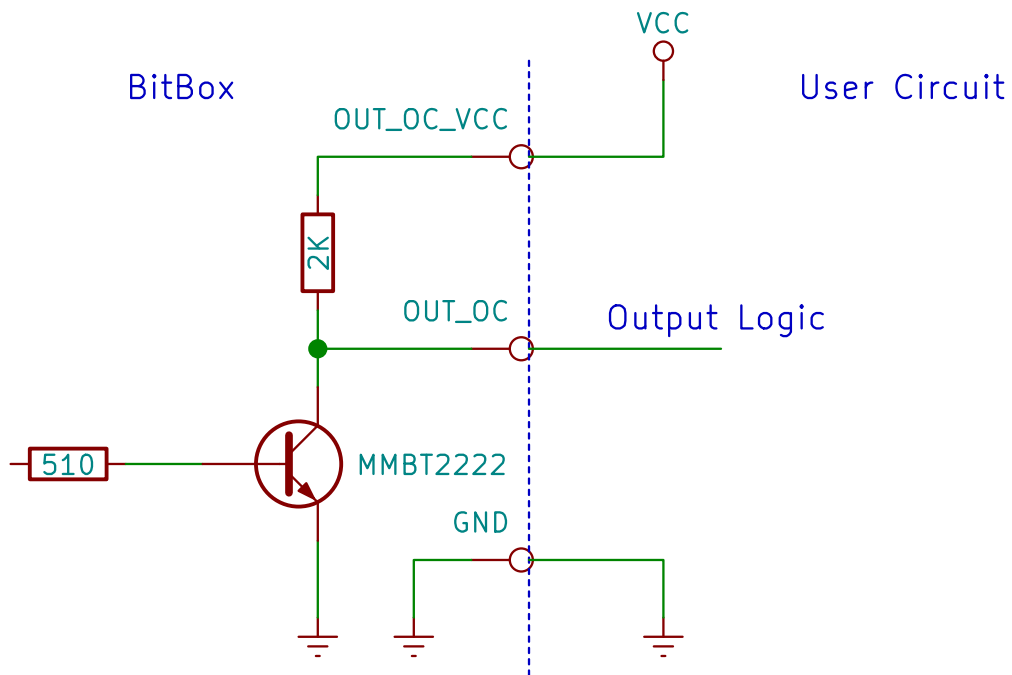 VCC
BitBox
User Circuit
OUT_OC_VCC
2K
OUT_OC
Output Logic
510
MMBT2222
GND